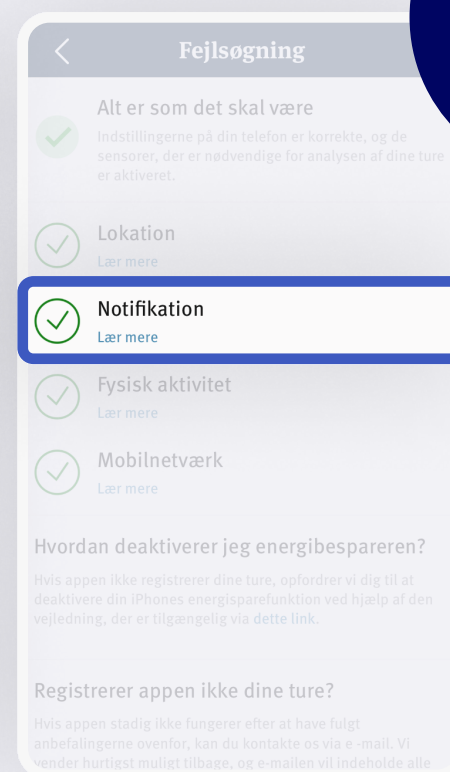 Fejlsøgning
Alt er som det skal være
Indstillingerne på din telefon er korrekte, og de
sensorer, der er nødvendige for analysen af dine ture
er aktiveret.
Lokation
Lær mere
Notifikation
Lær mere
Fysisk aktivitet
Lær mere
Mobilnetværk
Lær mere
Hvordan deaktiverer jeg energibespareren?
Hvis appen ikke registrerer dine ture, opfordrer vi dig til at
deaktivere din iPhones energisparefunktion ved hjælp af den
vejledning, der er tilgængelig via dette link.
Registrerer appen ikke dine ture?
Hvis appen stadig ikke fungerer efter at have fulgt
anbefalingerne ovenfor, kan du kontakte os via e -mail. Vi
vender hurtigst muligt tilbage, og e-mailen vil indeholde alle